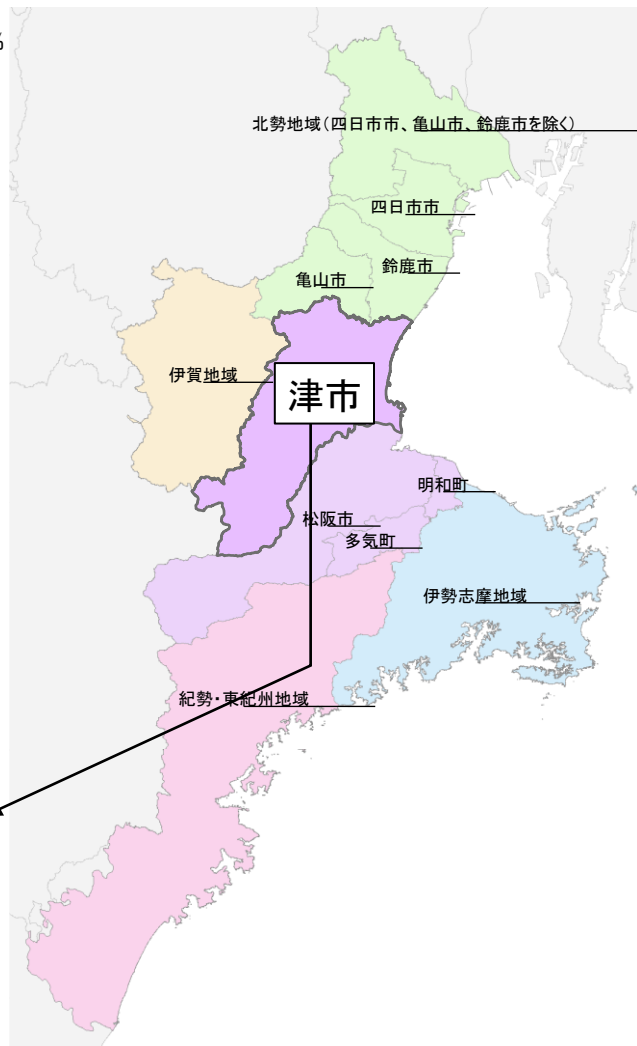 %
北勢地域(四日市市、亀山市、鈴鹿市を除く)
四日市市
鈴鹿市
亀山市
伊賀地域
津市
明和町
松阪市
多気町
伊勢志摩地域
紀勢・東紀州地域